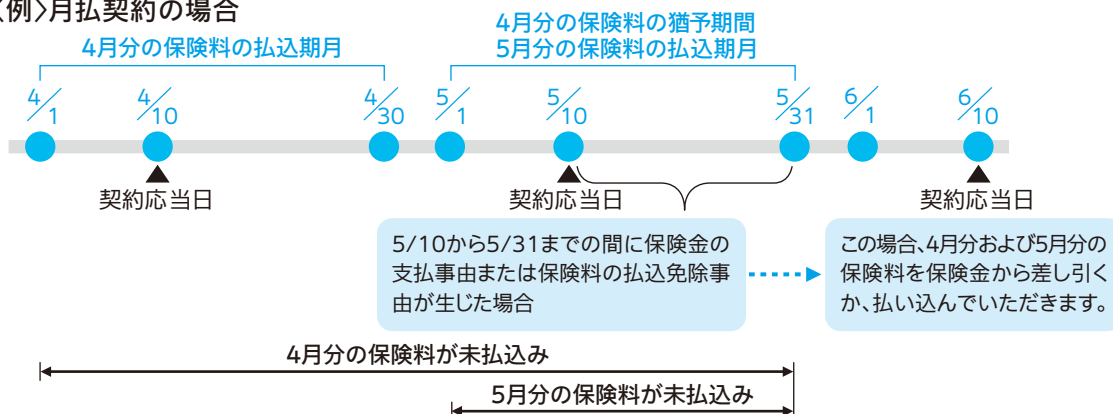 〈例〉月払契約の場合
4月分の保険料の払込期月
4月分の保険料の猶予期間
5月分の保険料の払込期月
4/1
4/10
4/30
5/1
5/10
5/31
6/1
6/10
契約応当日
契約応当日
契約応当日
5/10から5/31までの間に保険金の
支払事由または保険料の払込免除事
由が生じた場合
この場合、4月分および5月分の
保険料を保険金から差し引く
か、払い込んでいただきます。
4月分の保険料が未払込み
5月分の保険料が未払込み